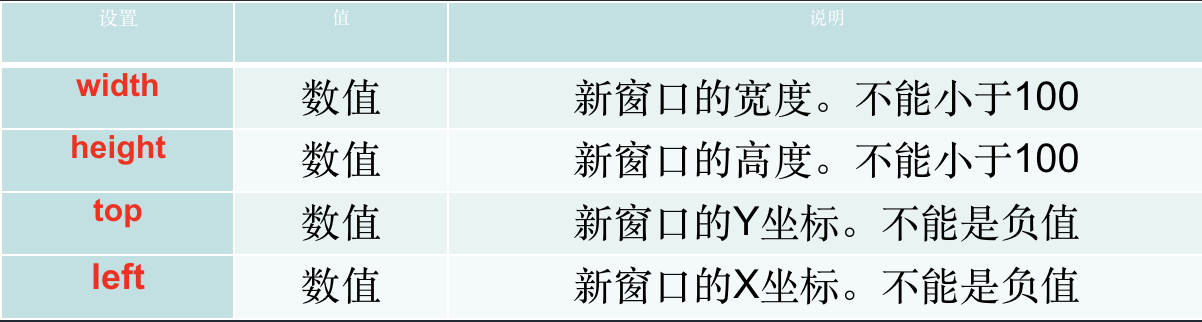 设置 值 说明
width 数值 新窗口的宽度。不能小于100
height 数值 新窗口的高度。不能小于100
top 数值 新窗口的Y坐标。不能是负值
left 数值 新窗口的X坐标。不能是负值